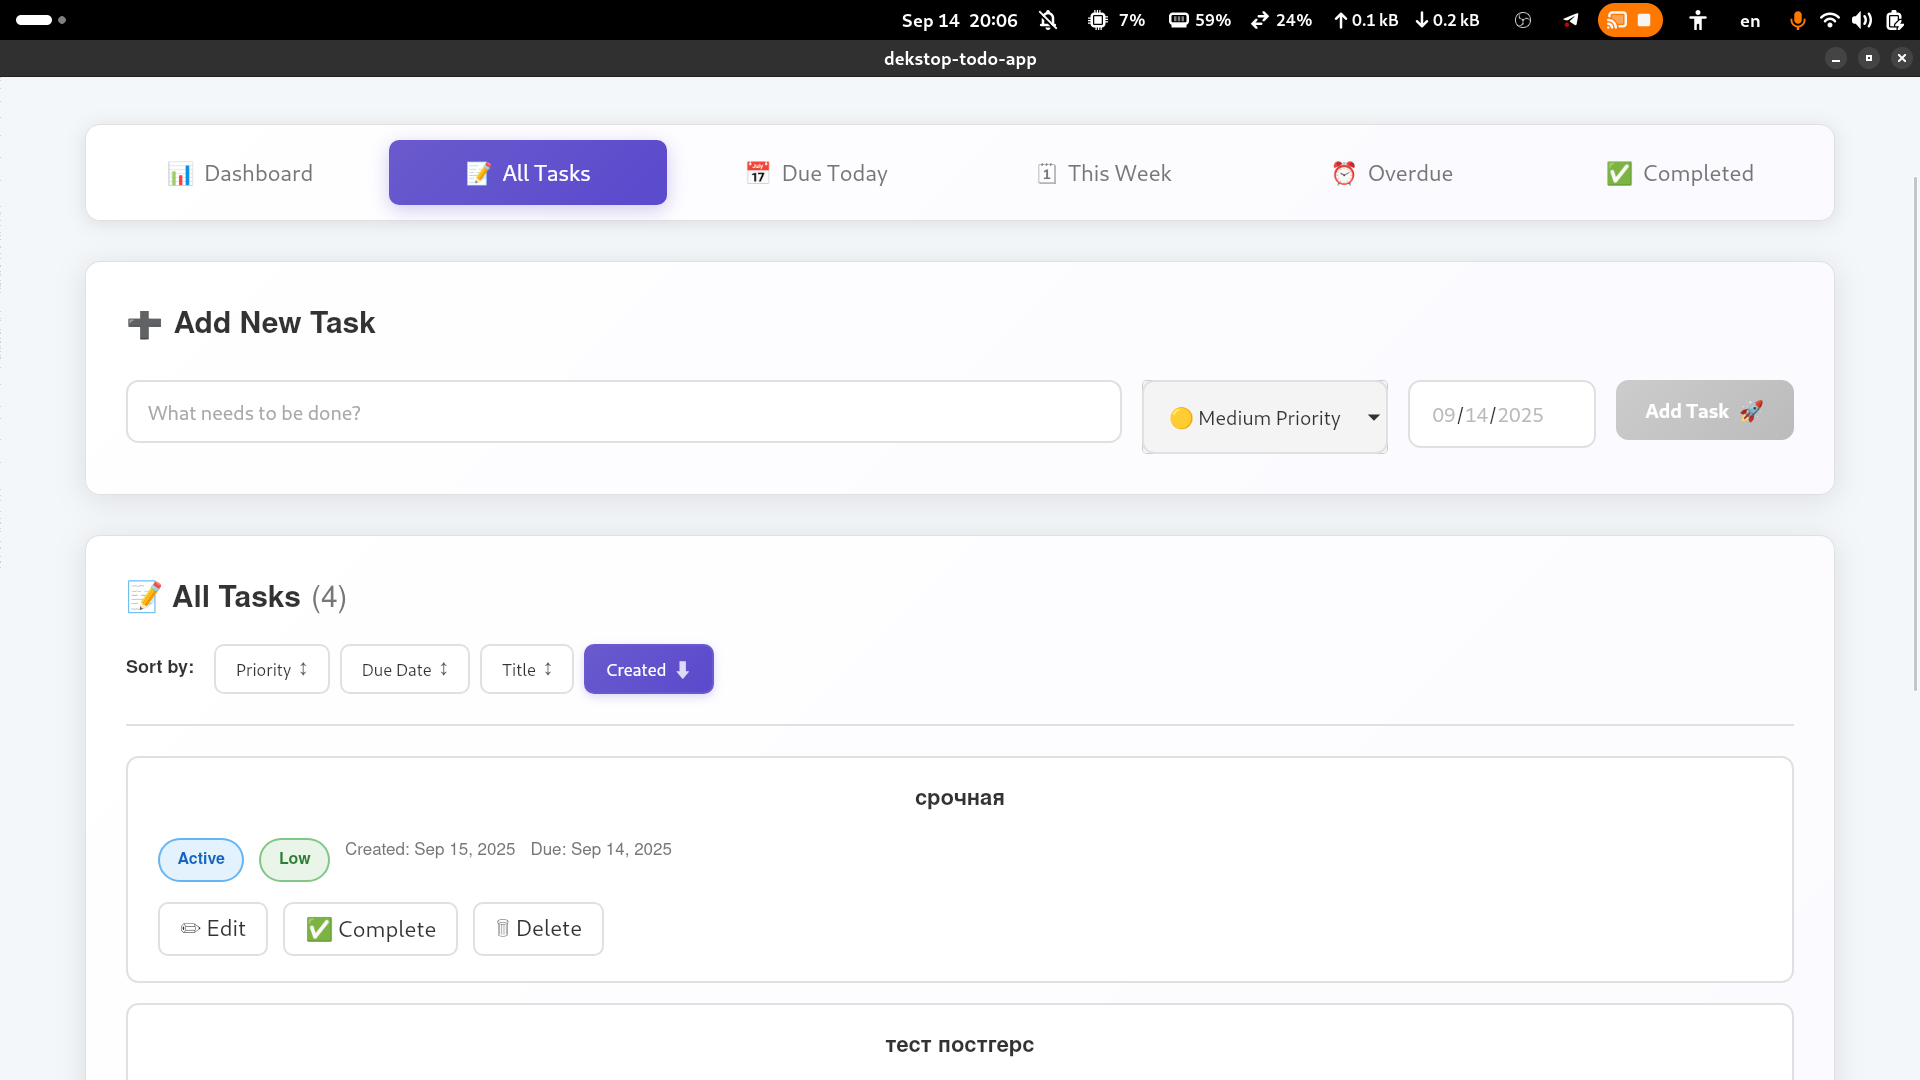 Sep 14 20:06 7% 59% 24% 0.1 kB 0.2 kB en
dekstop-todo-app
Dashboard All Tasks Due Today This Week Overdue Completed
Add New Task
What needs to be done? Medium Priority 09/14/2025 Add Task
All Tasks (4)
Sort by: Priority Due Date Title Created
срочная
Active Low Created: Sep 15, 2025 Due: Sep 14, 2025
Edit Complete Delete
тест постгерс